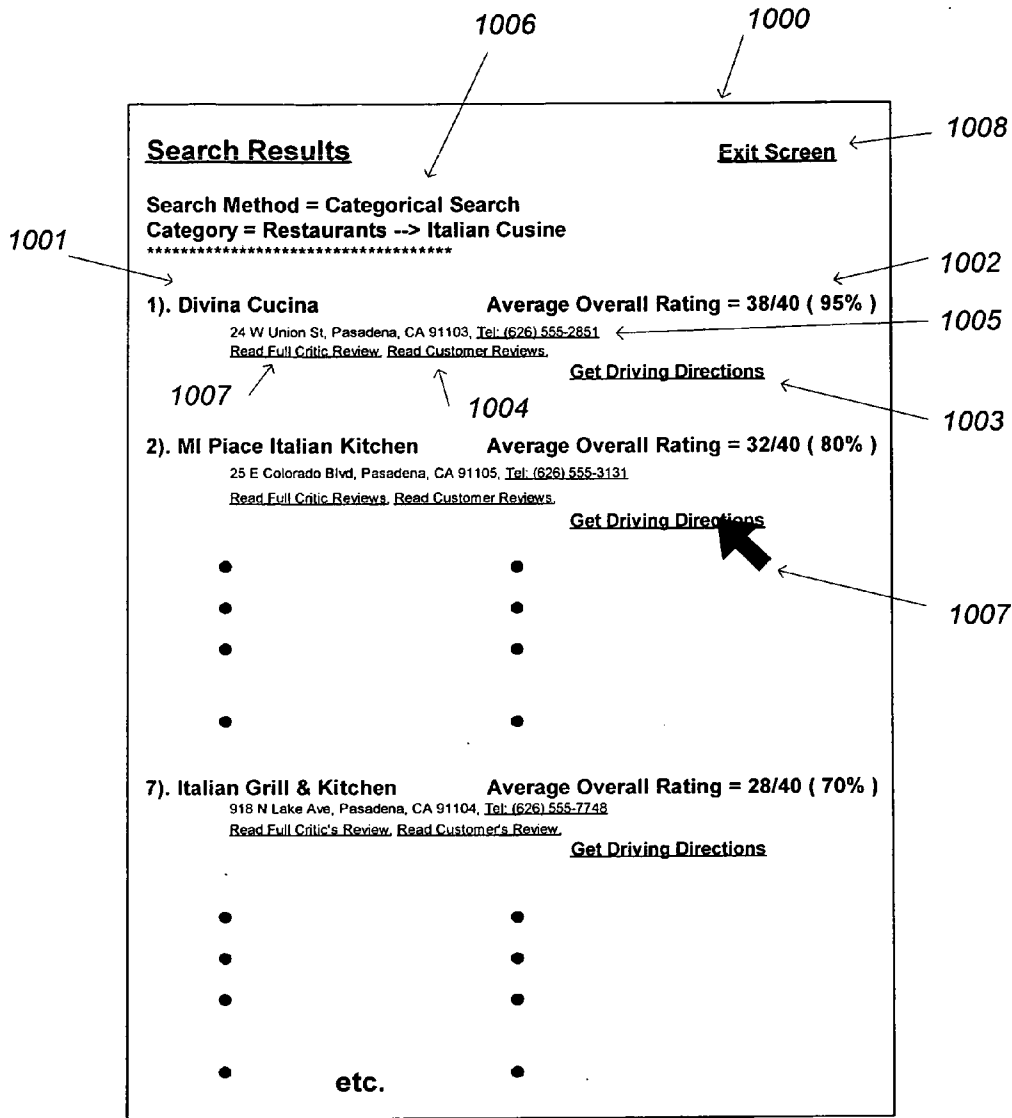 1006
1000
1008
Search Results Exit Screen
Search Method = Categorical Search
Category = Restaurants --> Italian Cusine
*************************************
1001
1002
1). Divina Cucina Average Overall Rating = 38/40 ( 95% )
24 W Union St, Pasadena, CA 91103, Tel: (626) 555-2851
1005
Read Full Critic Review, Read Customer Reviews,
Get Driving Directions
1007
1004
1003
2). MI Piace Italian Kitchen Average Overall Rating = 32/40 ( 80% )
25 E Colorado Blvd, Pasadena, CA 91105, Tel: (626) 555-3131
Read Full Critic Reviews, Read Customer Reviews,
Get Driving Directions
1007
7). Italian Grill & Kitchen Average Overall Rating = 28/40 ( 70% )
918 N Lake Ave, Pasadena, CA 91104, Tel: (626) 555-7748
Read Full Critic's Review, Read Customer's Review,
Get Driving Directions
etc.